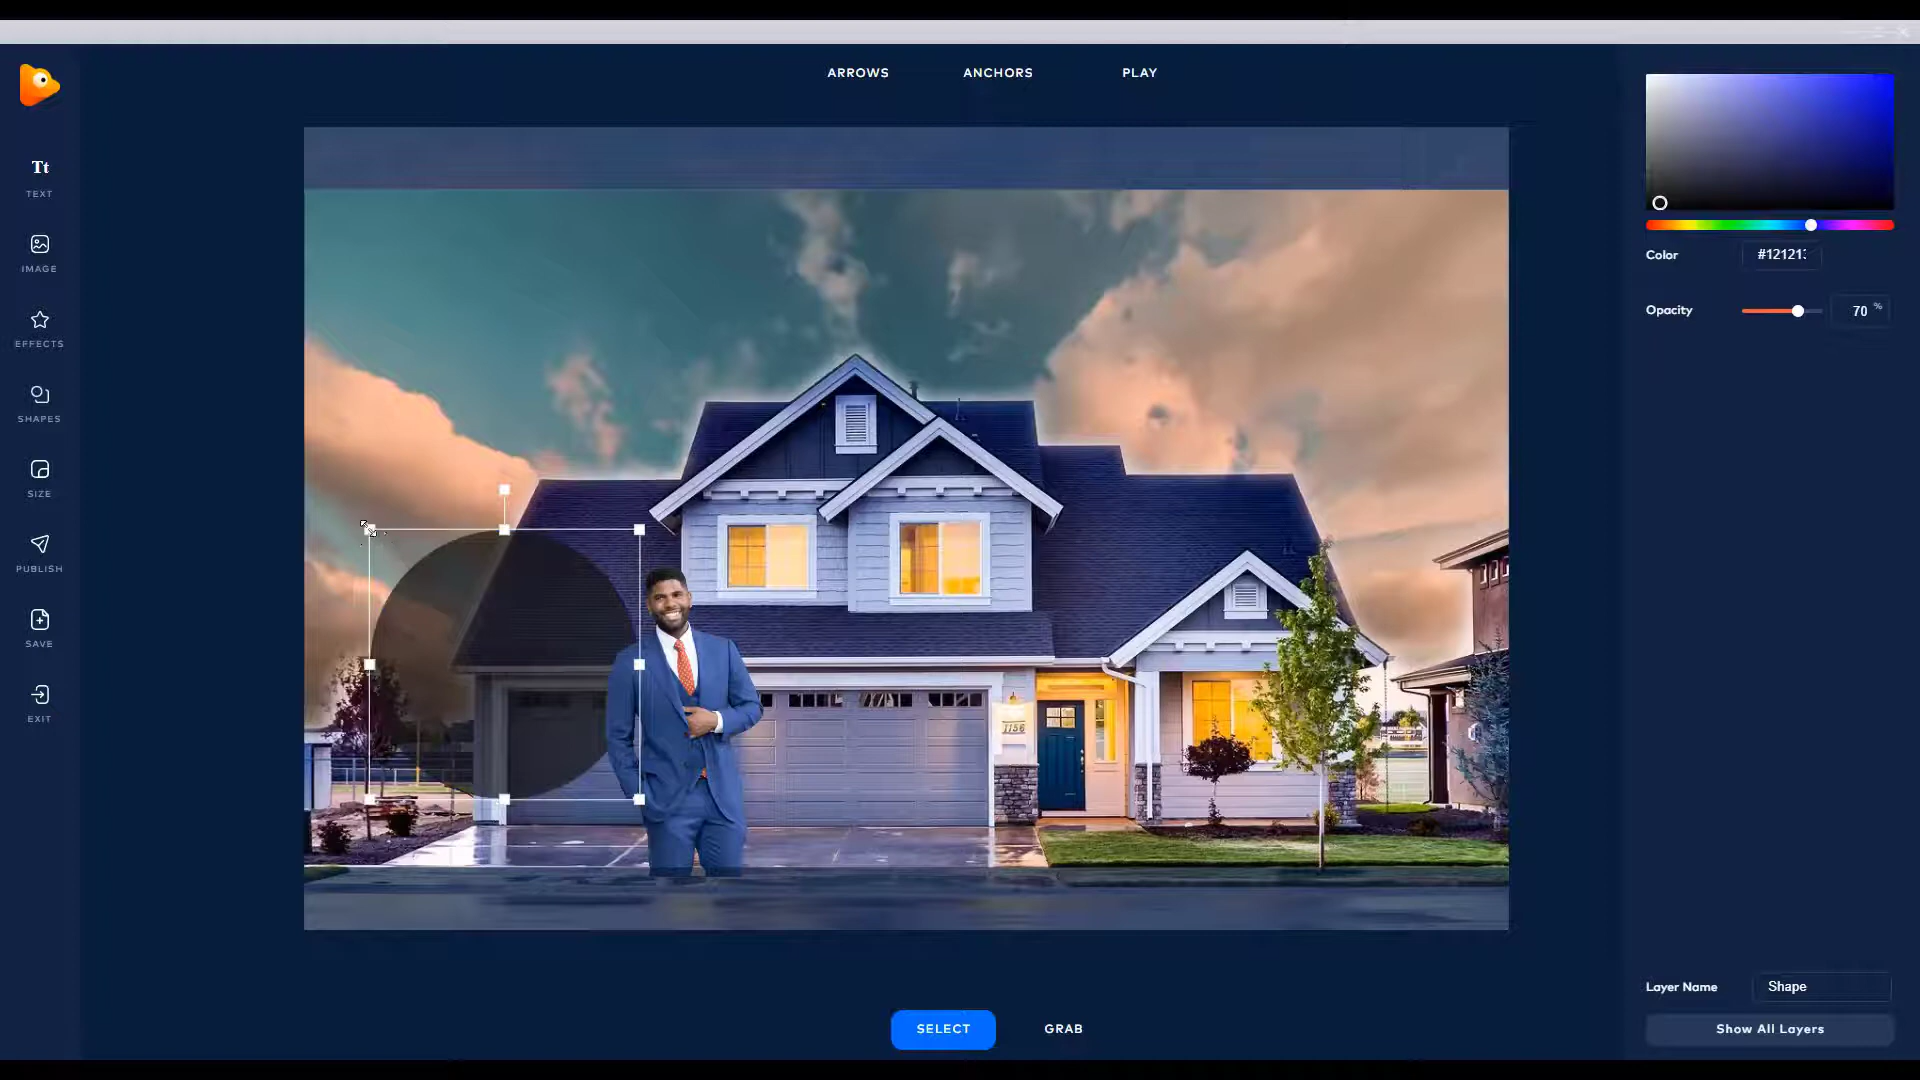 ARROWS ANCHORS PLAY
Tt
TEXT
IMAGE
EFFECTS
SHAPES
SIZE
PUBLISH
SAVE
EXIT
Color
Opacity 70 %
1156
Layer Name Shape
Show All Layers
SELECT GRAB